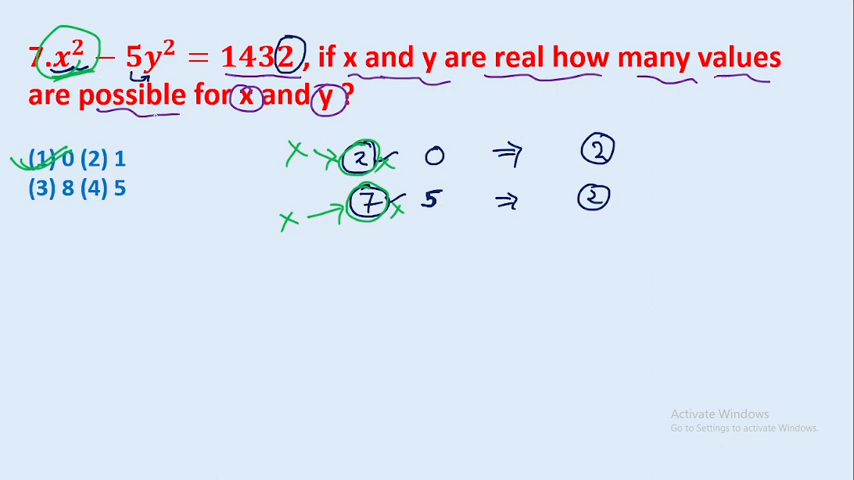 7. x² − 5y² = 1432, if x and y are real how many values
are possible for x and y ?
(1) 0 (2) 1
(3) 8 (4) 5
x → 2 x 0 ⇒ 2
x → 7 x 5 ⇒ 2
Activate Windows
Go to Settings to activate Windows.